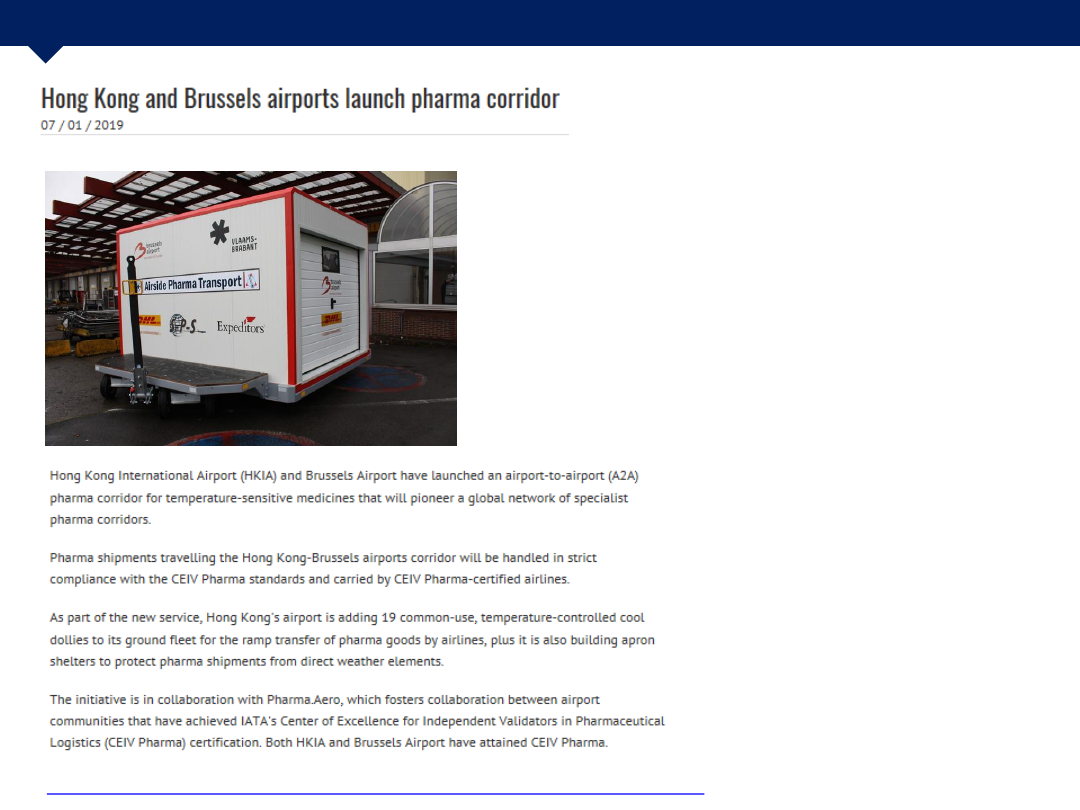 Hong Kong and Brussels airports launch pharma corridor
07 / 01 / 2019
brussels
airport
VLAAMS-
BRABANT
Airside Pharma Transport
brussels
airport
Expeditors
Hong Kong International Airport (HKIA) and Brussels Airport have launched an airport-to-airport (A2A)
pharma corridor for temperature-sensitive medicines that will pioneer a global network of specialist
pharma corridors.
Pharma shipments travelling the Hong Kong-Brussels airports corridor will be handled in strict
compliance with the CEIV Pharma standards and carried by CEIV Pharma-certified airlines.
As part of the new service, Hong Kong's airport is adding 19 common-use, temperature-controlled cool
dollies to its ground fleet for the ramp transfer of pharma goods by airlines, plus it is also building apron
shelters to protect pharma shipments from direct weather elements.
The initiative is in collaboration with Pharma.Aero, which fosters collaboration between airport
communities that have achieved IATA's Center of Excellence for Independent Validators in Pharmaceutical
Logistics (CEIV Pharma) certification. Both HKIA and Brussels Airport have attained CEIV Pharma.